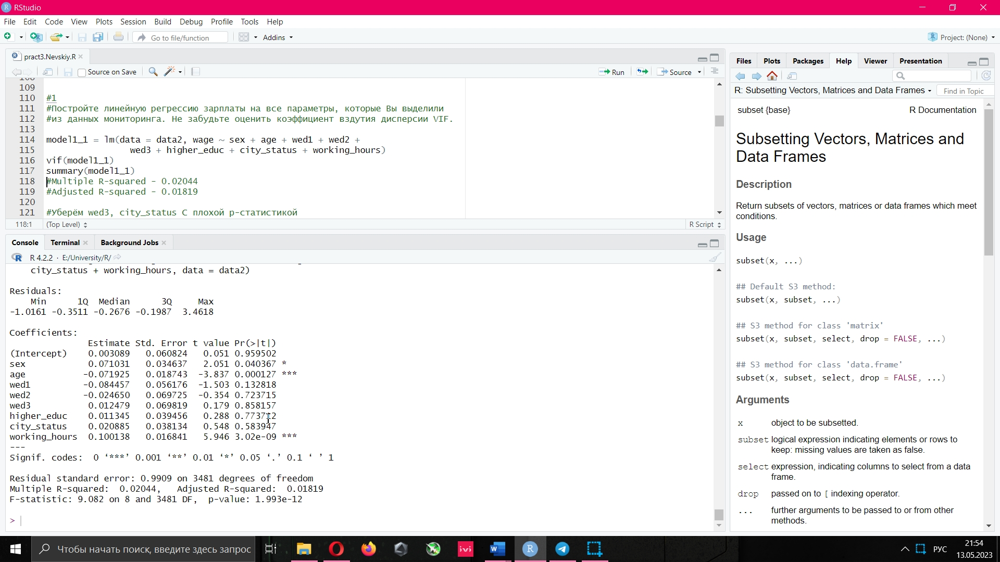 RStudio
File Edit Code View Plots Session Build Debug Profile Tools Help
Go to file/function Addins Project: (None)
pract3.Nevskiy.R
Source on Save Run Source
109
110 #1
111 #Постройте линейную регрессию зарплаты на все параметры, которые Вы выделили
112 #из данных мониторинга. Не забудьте оценить коэффициент вздутия дисперсии VIF.
113
114 model1_1 = lm(data = data2, wage ~ sex + age + wed1 + wed2 +
115 wed3 + higher_educ + city_status + working_hours)
116 vif(model1_1)
117 summary(model1_1)
118 #Multiple R-squared - 0.02044
119 #Adjusted R-squared - 0.01819
120
121 #Уберём wed3, city_status С плохой р-статистикой
118:1 (Top Level) R Script
Console Terminal Background Jobs
R 4.2.2 · E:/University/R/
city_status + working_hours, data = data2)
Residuals:
Min 1Q Median 3Q Max
-1.0161 -0.3511 -0.2676 -0.1987 3.4618
Coefficients:
Estimate Std. Error t value Pr(>|t|)
(Intercept) 0.003089 0.060824 0.051 0.959502
sex 0.071031 0.034637 2.051 0.040367 *
age -0.071925 0.018743 -3.837 0.000127 ***
wed1 -0.084457 0.056176 -1.503 0.132818
wed2 -0.024650 0.069725 -0.354 0.723715
wed3 0.012479 0.069819 0.179 0.858157
higher_educ 0.011345 0.039456 0.288
city_status 0.020885 0.038134 0.548 0.583947
working_hours 0.100138 0.016841 5.946 3.02e-09 ***
---
Signif. codes: 0 ‘***’ 0.001 ‘**’ 0.01 ‘*’ 0.05 ‘.’ 0.1 ‘ ’ 1
Residual standard error: 0.9909 on 3481 degrees of freedom
Multiple R-squared: 0.02044, Adjusted R-squared: 0.01819
F-statistic: 9.082 on 8 and 3481 DF, p-value: 1.993e-12
>
Files Plots Packages Help Viewer Presentation
R: Subsetting Vectors, Matrices and Data Frames Find in Topic
subset {base} R Documentation
Subsetting Vectors, Matrices and
Data Frames
Description
Return subsets of vectors, matrices or data frames which meet
conditions.
Usage
subset(x, ...)
## Default S3 method:
subset(x, subset, ...)
## S3 method for class 'matrix'
subset(x, subset, select, drop = FALSE, ...)
## S3 method for class 'data.frame'
subset(x, subset, select, drop = FALSE, ...)
Arguments
x object to be subsetted.
subset logical expression indicating elements or rows to
keep: missing values are taken as false.
select expression, indicating columns to select from a data
frame.
drop passed on to [ indexing operator.
... further arguments to be passed to or from other
methods.
Чтобы начать поиск, введите здесь запрос
ivi
РУС
21:54
13.05.2023